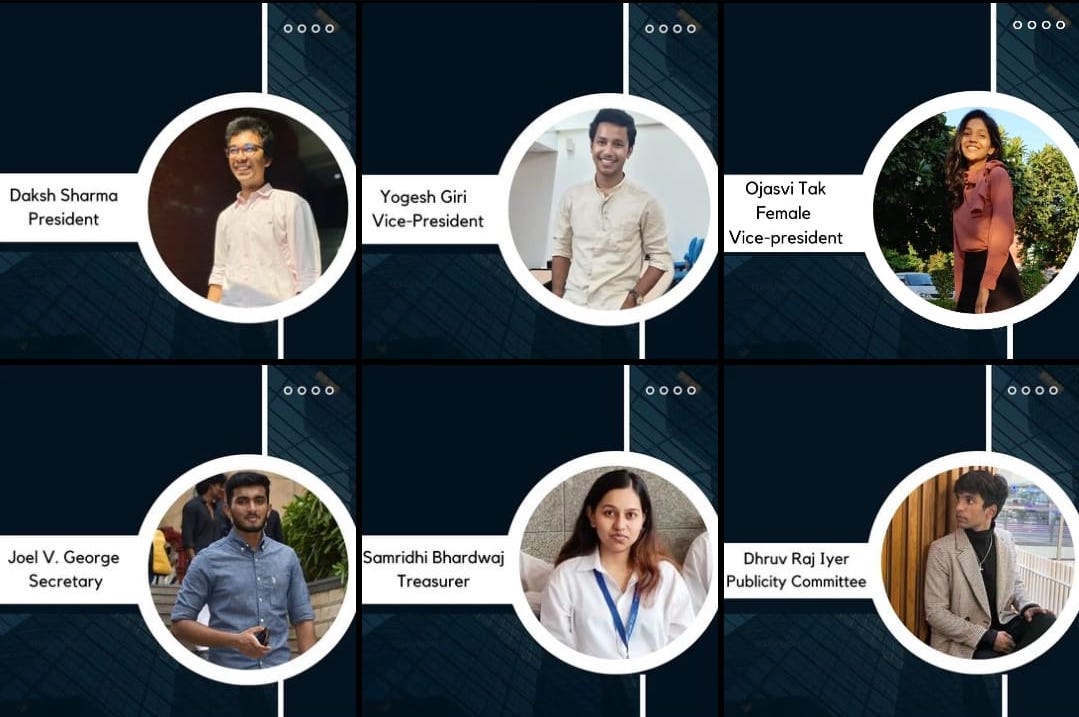 Daksh Sharma
President
Yogesh Giri
Vice-President
Ojasvi Tak
Female
Vice-president
Joel V. George
Secretary
Samridhi Bhardwaj
Treasurer
Dhruv Raj Iyer
Publicity Committee